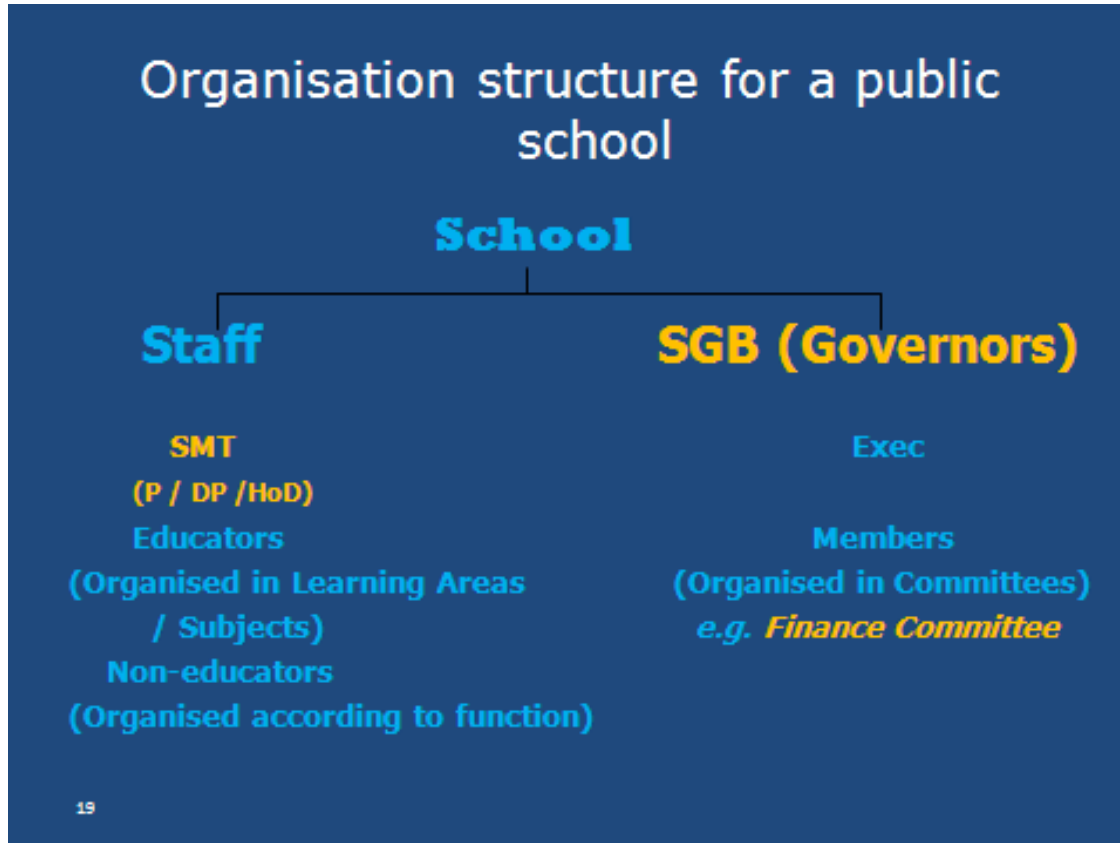 Organisation structure for a public
school
School
Staff
SGB (Governors)
SMT
(P / DP /HoD)
Educators
(Organised in Learning Areas
/ Subjects)
Non-educators
(Organised according to function)
Exec
Members
(Organised in Committees)
e.g. Finance Committee
19